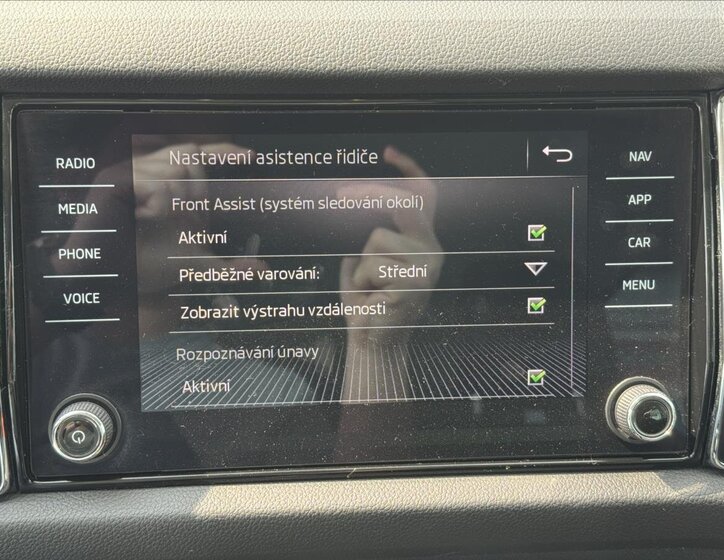 RADIO
MEDIA
PHONE
VOICE
Nastavení asistence řidiče
Front Assist (systém sledování okolí)
Aktivní
Předběžné varování: Střední
Zobrazit výstrahu vzdálenosti
Rozpoznávání únavy
Aktivní
NAV
APP
CAR
MENU